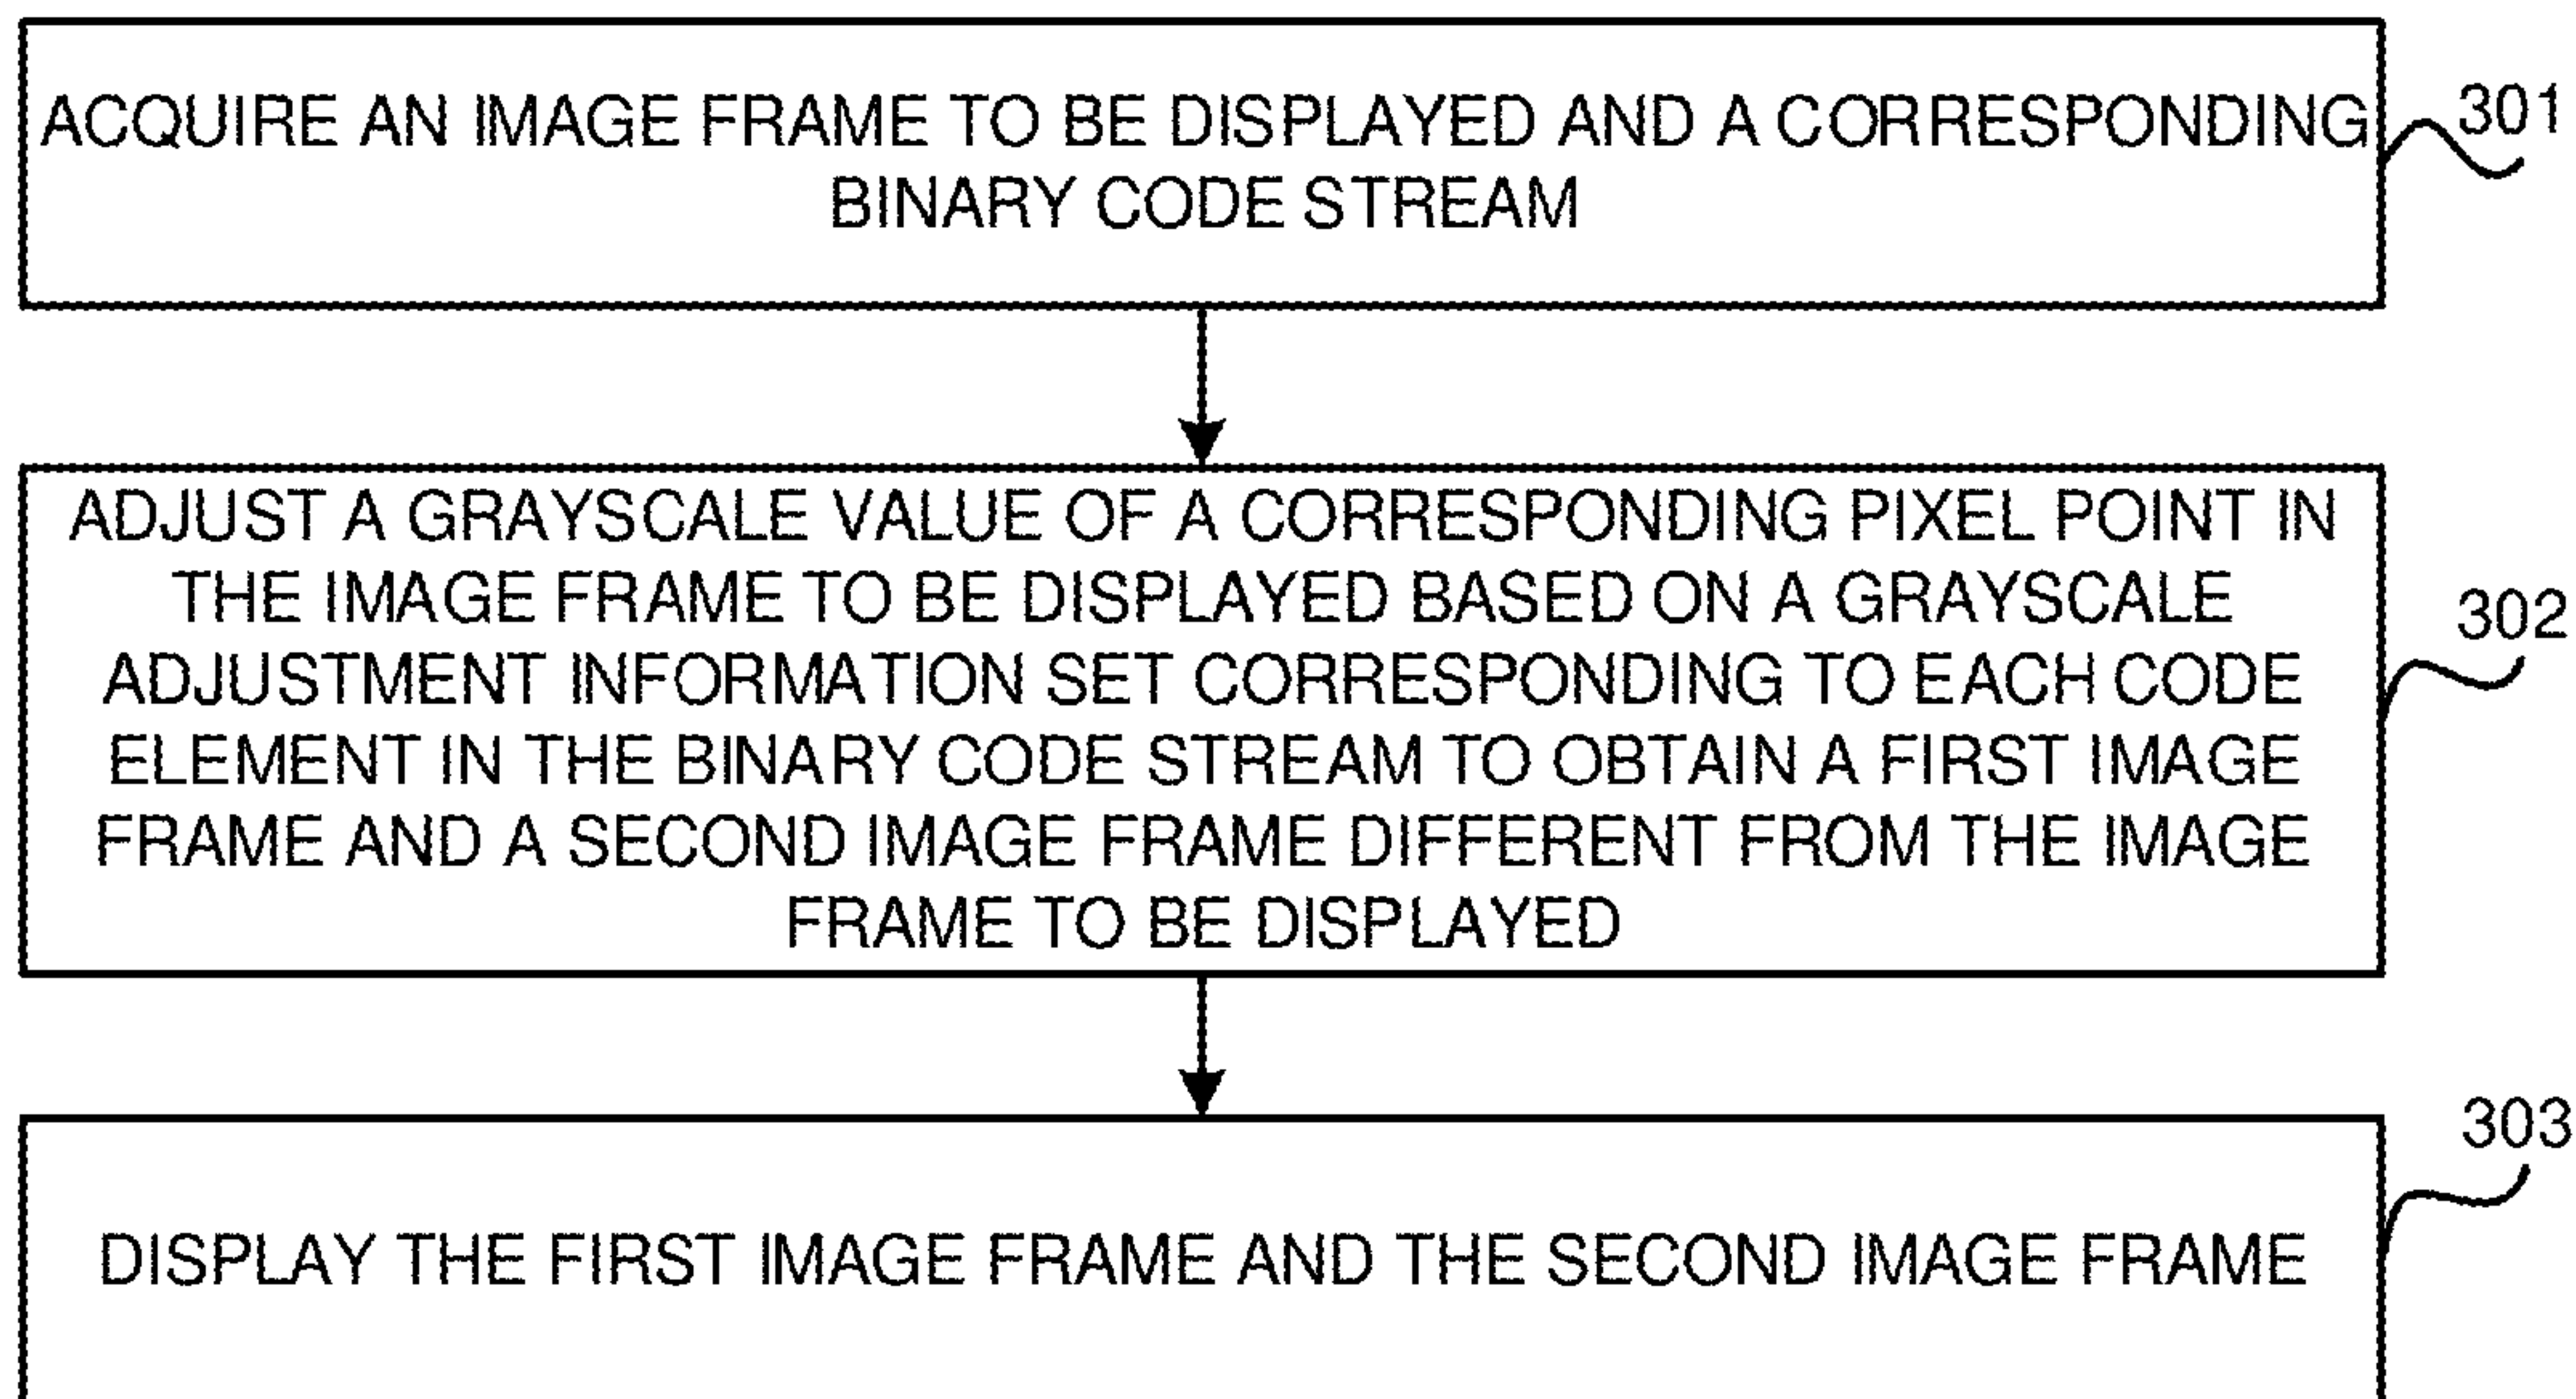 ACQUIRE AN IMAGE FRAME TO BE DISPLAYED AND A CORRESPONDING
BINARY CODE STREAM
301
ADJUST A GRAYSCALE VALUE OF A CORRESPONDING PIXEL POINT IN
THE IMAGE FRAME TO BE DISPLAYED BASED ON A GRAYSCALE
ADJUSTMENT INFORMATION SET CORRESPONDING TO EACH CODE
ELEMENT IN THE BINARY CODE STREAM TO OBTAIN A FIRST IMAGE
FRAME AND A SECOND IMAGE FRAME DIFFERENT FROM THE IMAGE
FRAME TO BE DISPLAYED
302
DISPLAY THE FIRST IMAGE FRAME AND THE SECOND IMAGE FRAME
303